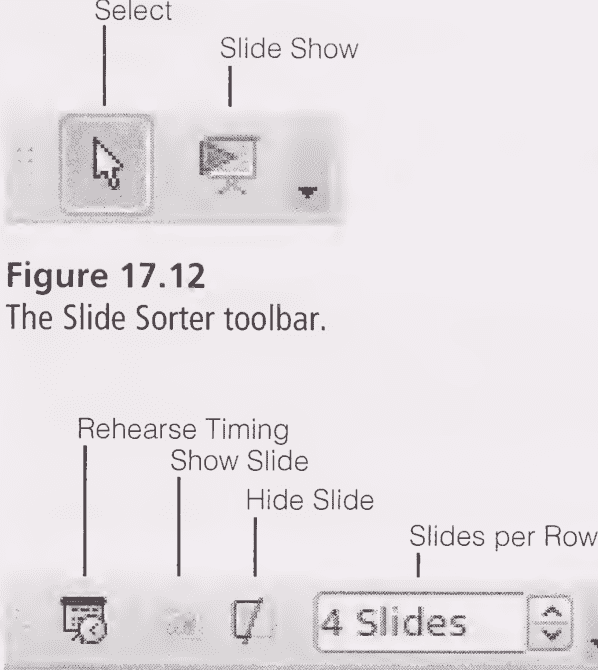 Select
Slide Show
Figure 17.12
The Slide Sorter toolbar.
Rehearse Timing
Show Slide
Hide Slide
Slides per Row
4 Slides